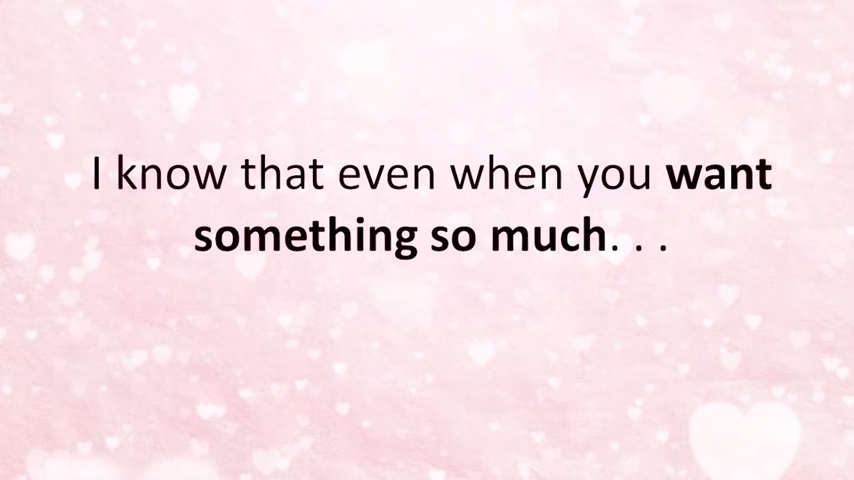 I know that even when you want
something so much. . .